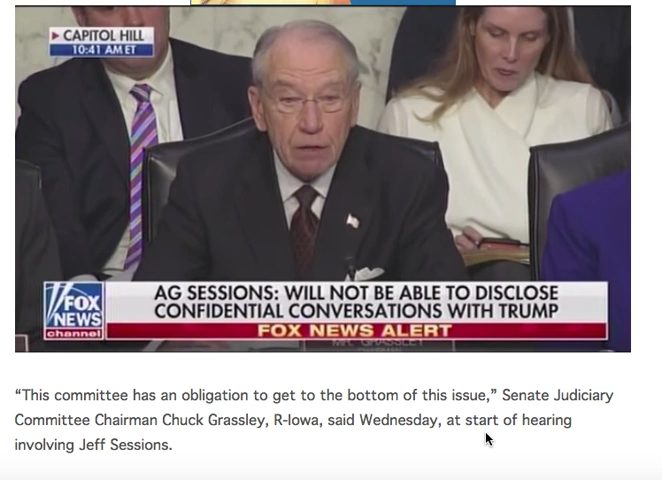 CAPITOL HILL
10:41 AM ET
FOX
NEWS
channel
AG SESSIONS: WILL NOT BE ABLE TO DISCLOSE
CONFIDENTIAL CONVERSATIONS WITH TRUMP
FOX NEWS ALERT
MR. GRASSLEY
“This committee has an obligation to get to the bottom of this issue,” Senate Judiciary
Committee Chairman Chuck Grassley, R-Iowa, said Wednesday, at start of hearing
involving Jeff Sessions.